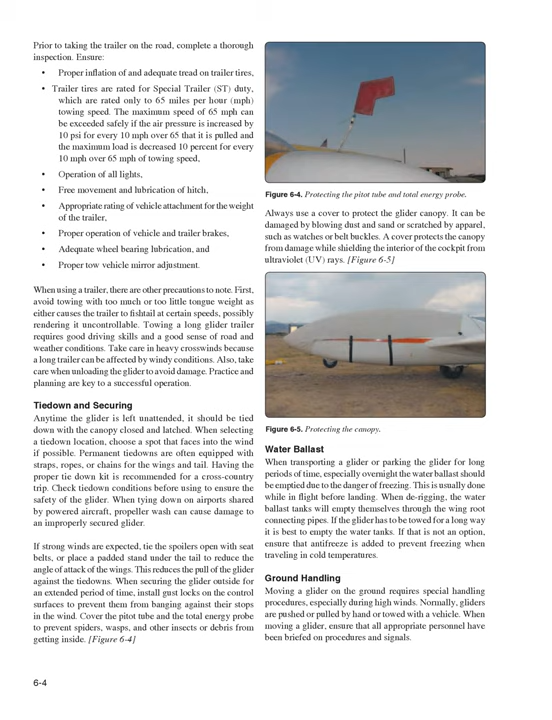 Prior to taking the trailer on the road, complete a thorough
inspection. Ensure:
• Proper inflation of and adequate tread on trailer tires,
• Trailer tires are rated for Special Trailer (ST) duty,
which are rated only to 65 miles per hour (mph)
towing speed. The maximum speed of 65 mph can
be exceeded safely if the air pressure is increased by
10 psi for every 10 mph over 65 that it is pulled and
the maximum load is decreased 10 percent for every
10 mph over 65 mph of towing speed,
• Operation of all lights,
• Free movement and lubrication of hitch,
• Appropriate rating of vehicle attachment for the weight
of the trailer,
• Proper operation of vehicle and trailer brakes,
• Adequate wheel bearing lubrication, and
• Proper tow vehicle mirror adjustment.
When using a trailer, there are other precautions to note. First,
avoid towing with too much or too little tongue weight as
either causes the trailer to fishtail at certain speeds, possibly
rendering it uncontrollable. Towing a long glider trailer
requires good driving skills and a good sense of road and
weather conditions. Take care in heavy crosswinds because
a long trailer can be affected by windy conditions. Also, take
care when unloading the glider to avoid damage. Practice and
planning are key to a successful operation.
Tiedown and Securing
Anytime the glider is left unattended, it should be tied
down with the canopy closed and latched. When selecting
a tiedown location, choose a spot that faces into the wind
if possible. Permanent tiedowns are often equipped with
straps, ropes, or chains for the wings and tail. Having the
proper tie down kit is recommended for a cross-country
trip. Check tiedown conditions before using to ensure the
safety of the glider. When tying down on airports shared
by powered aircraft, propeller wash can cause damage to
an improperly secured glider.
If strong winds are expected, tie the spoilers open with seat
belts, or place a padded stand under the tail to reduce the
angle of attack of the wings. This reduces the pull of the glider
against the tiedowns. When securing the glider outside for
an extended period of time, install gust locks on the control
surfaces to prevent them from banging against their stops
in the wind. Cover the pitot tube and the total energy probe
to prevent spiders, wasps, and other insects or debris from
getting inside. [Figure 6-4]
Figure 6-4. Protecting the pitot tube and total energy probe.
Always use a cover to protect the glider canopy. It can be
damaged by blowing dust and sand or scratched by apparel,
such as watches or belt buckles. A cover protects the canopy
from damage while shielding the interior of the cockpit from
ultraviolet (UV) rays. [Figure 6-5]
Figure 6-5. Protecting the canopy.
Water Ballast
When transporting a glider or parking the glider for long
periods of time, especially overnight the water ballast should
be emptied due to the danger of freezing. This is usually done
while in flight before landing. When de-rigging, the water
ballast tanks will empty themselves through the wing root
connecting pipes. If the glider has to be towed for a long way
it is best to empty the water tanks. If that is not an option,
ensure that antifreeze is added to prevent freezing when
traveling in cold temperatures.
Ground Handling
Moving a glider on the ground requires special handling
procedures, especially during high winds. Normally, gliders
are pushed or pulled by hand or towed with a vehicle. When
moving a glider, ensure that all appropriate personnel have
been briefed on procedures and signals.
6-4